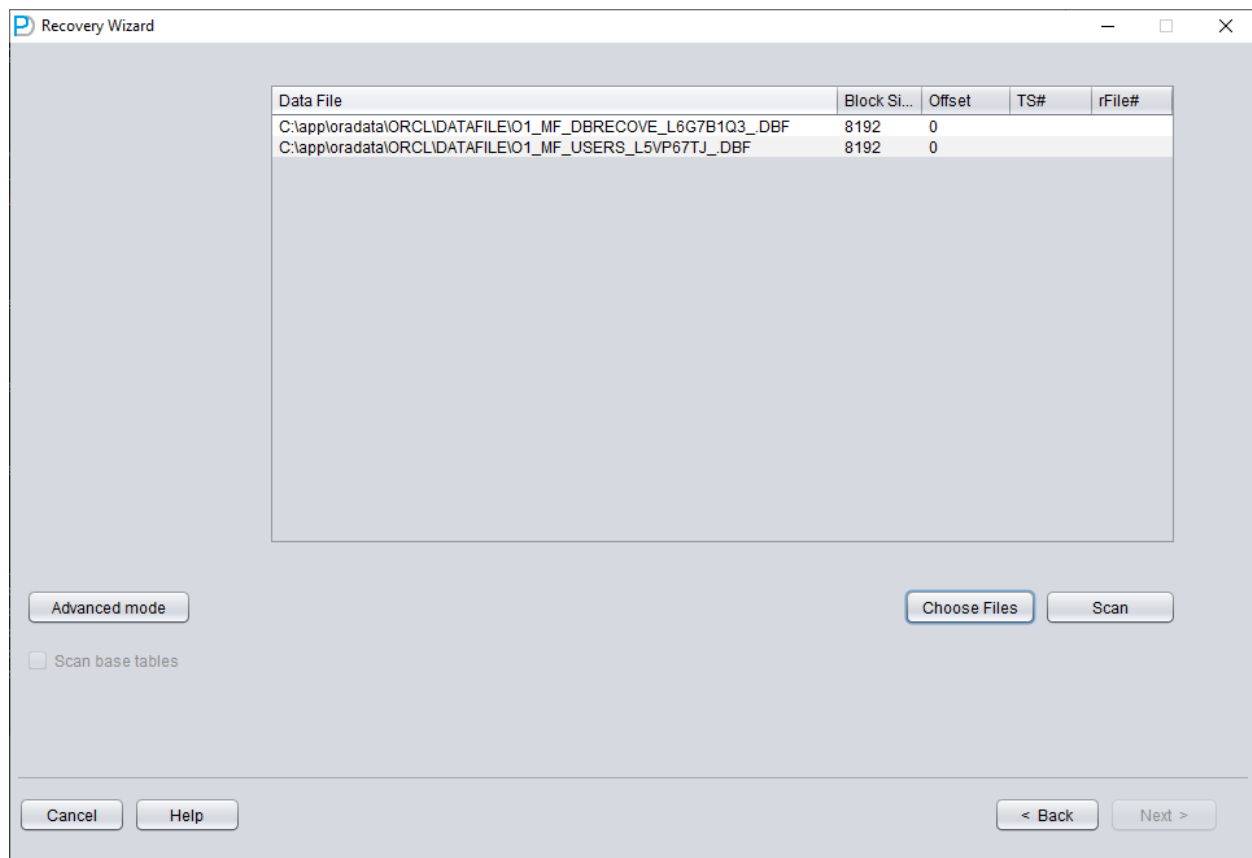 Recovery Wizard
Data File Block Si... Offset TS# rFile#
C:\app\oradata\ORCL\DATAFILE\O1_MF_DBRECOVE_L6G7B1Q3_.DBF 8192 0
C:\app\oradata\ORCL\DATAFILE\O1_MF_USERS_L5VP67TJ_.DBF 8192 0
Advanced mode Choose Files Scan
Scan base tables
Cancel Help < Back Next >